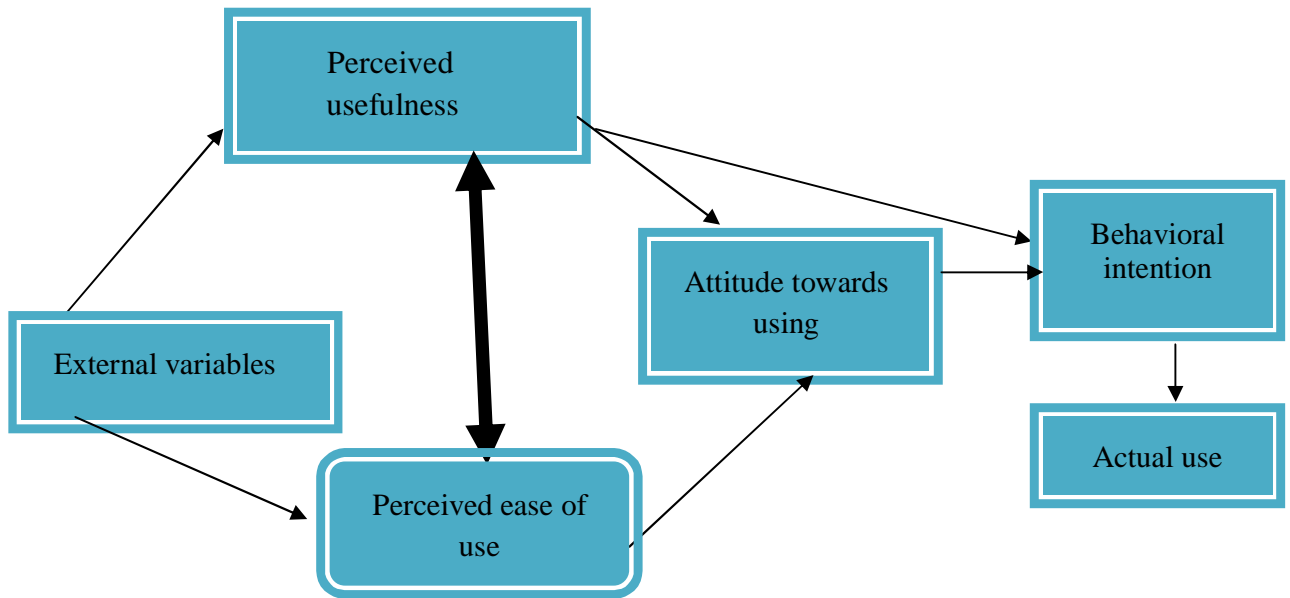 Perceived
usefulness
Behavioral
intention
Attitude towards
using
External variables
Actual use
Perceived ease of
use